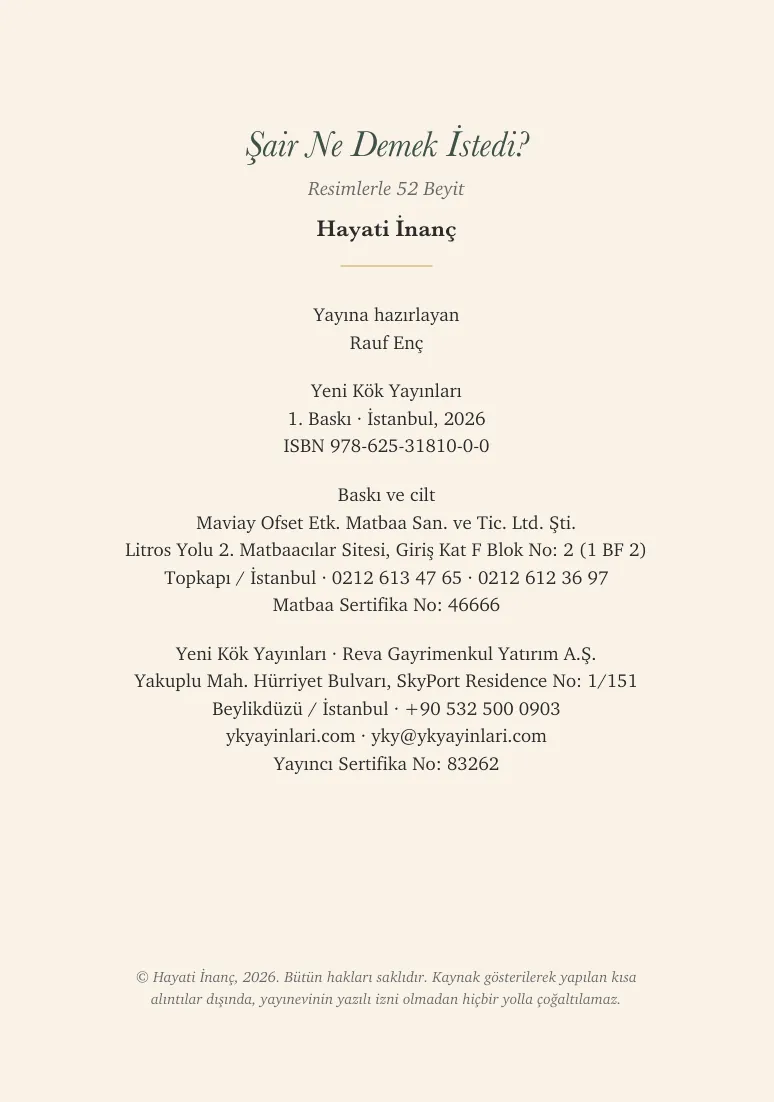 Şair Ne Demek İstedi?
Resimlerle 52 Beyit
Hayati İnanç
Yayına hazırlayan
Rauf Enç
Yeni Kök Yayınları
1. Baskı · İstanbul, 2026
ISBN 978-625-31810-0-0
Baskı ve cilt
Maviay Ofset Etk. Matbaa San. ve Tic. Ltd. Şti.
Litros Yolu 2. Matbaacılar Sitesi, Giriş Kat F Blok No: 2 (1 BF 2)
Topkapı / İstanbul · 0212 613 47 65 · 0212 612 36 97
Matbaa Sertifika No: 46666
Yeni Kök Yayınları · Reva Gayrimenkul Yatırım A.Ş.
Yakuplu Mah. Hürriyet Bulvarı, SkyPort Residence No: 1/151
Beylikdüzü / İstanbul · +90 532 500 0903
ykyayinlari.com · yky@ykyayinlari.com
Yayıncı Sertifika No: 83262
© Hayati İnanç, 2026. Bütün hakları saklıdır. Kaynak gösterilerek yapılan kısa
alıntılar dışında, yayınevinin yazılı izni olmadan hiçbir yolla çoğaltılamaz.